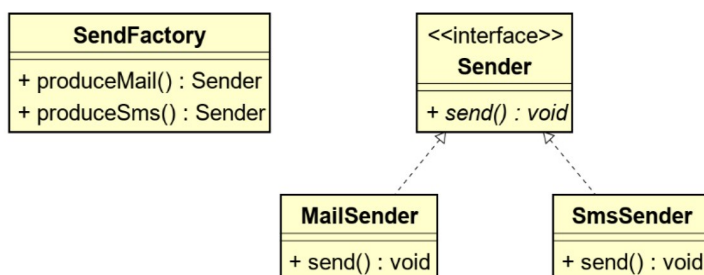 SendFactory
+ produceMail() : Sender
+ produceSms() : Sender
<<interface>>
Sender
+ send() : void
MailSender
+ send() : void
SmsSender
+ send() : void